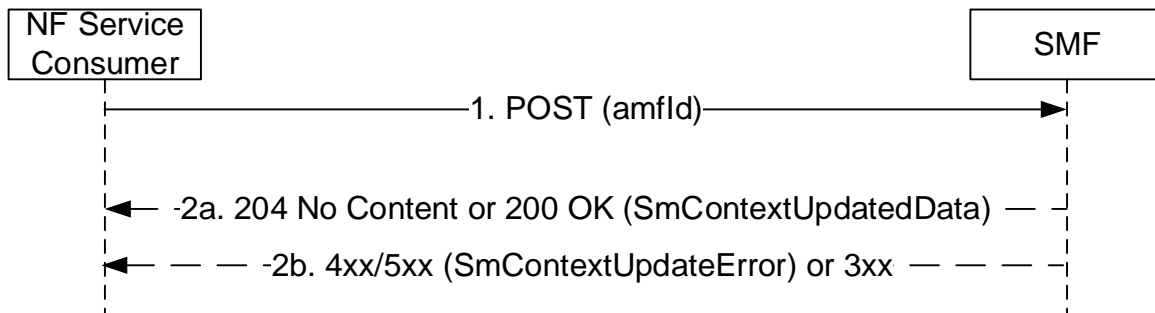 NF Service
Consumer
SMF
1. POST (amfId)
2a. 204 No Content or 200 OK (SmContextUpdatedData)
2b. 4xx/5xx (SmContextUpdateError) or 3xx